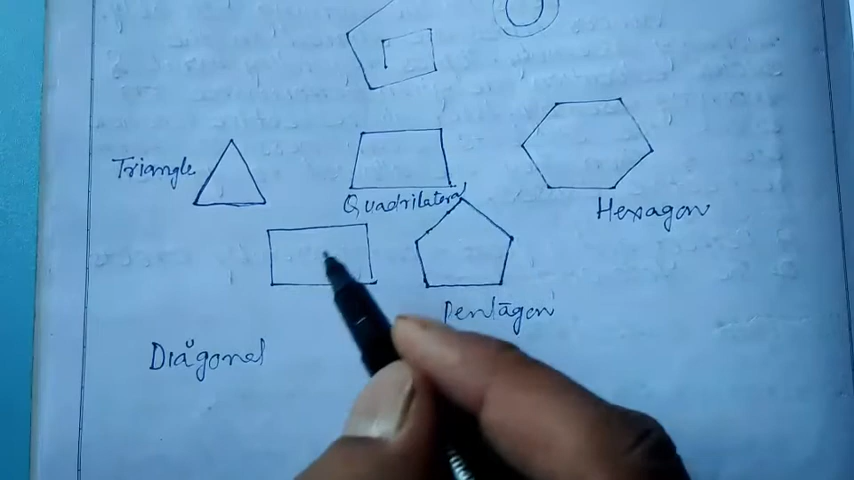 Triangle
Quadrilateral
Hexagon
Pentagon
Diagonal